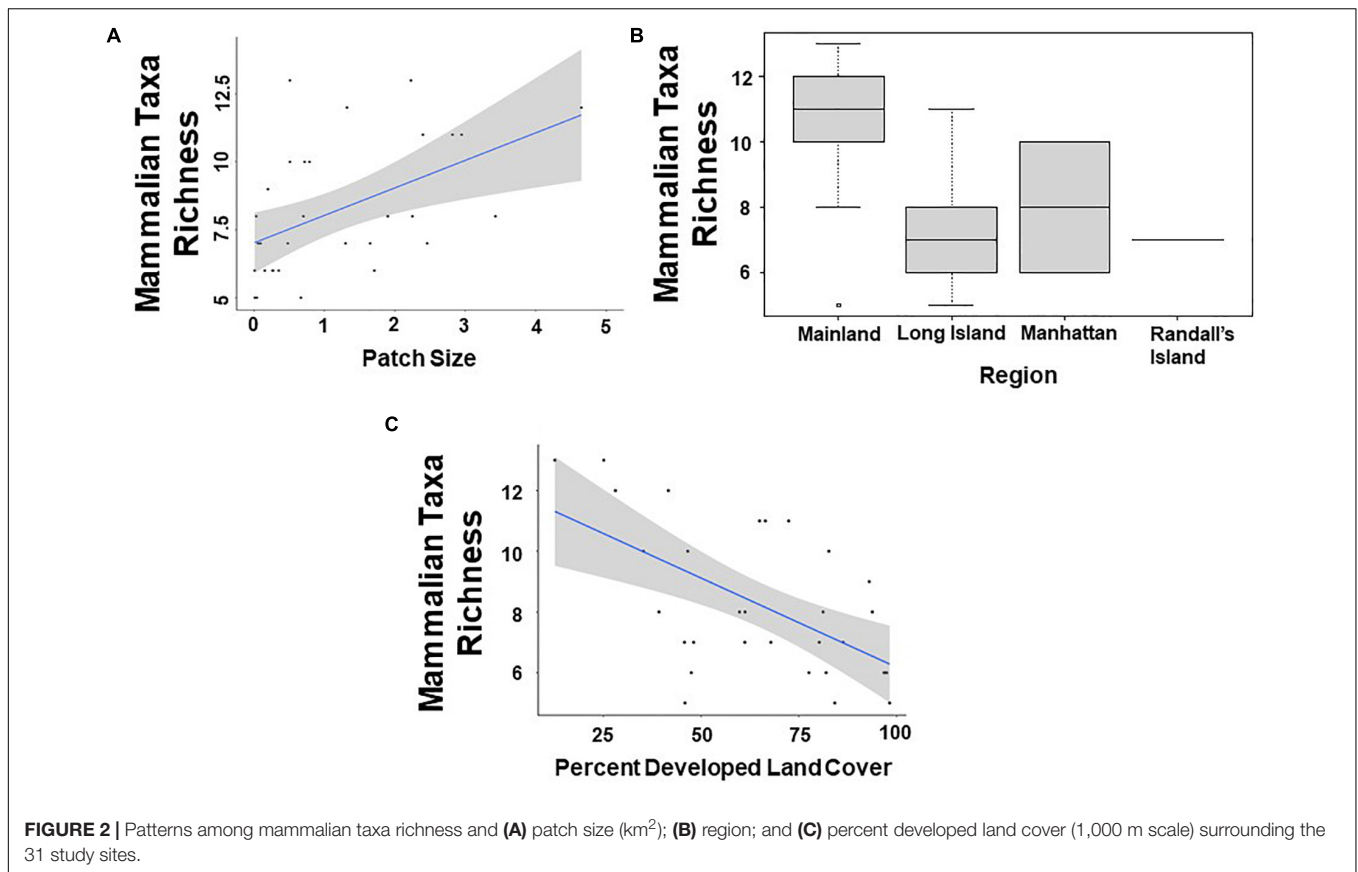 A
Mammalian Taxa
Richness
12.5
10.0
7.5
5
0 1 2 3 4 5
Patch Size
B
Mammalian Taxa
Richness
12
10
8
6
Mainland Long Island Manhattan Randall's
Island
Region
C
Mammalian Taxa
Richness
12
10
8
6
25 50 75 100
Percent Developed Land Cover
FIGURE 2 | Patterns among mammalian taxa richness and (A) patch size (km²); (B) region; and (C) percent developed land cover (1,000 m scale) surrounding the
31 study sites.